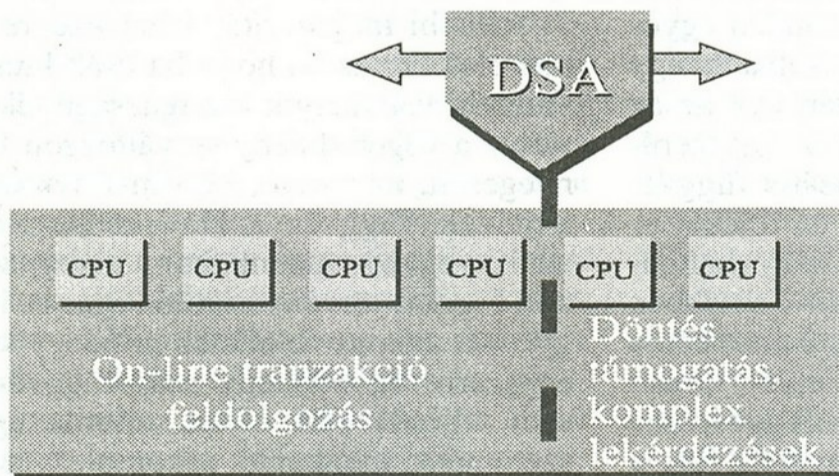 DSA
CPU CPU CPU CPU CPU CPU
On-line tranzakció
feldolgozás
Döntés
támogatás,
komplex
lekérdezések